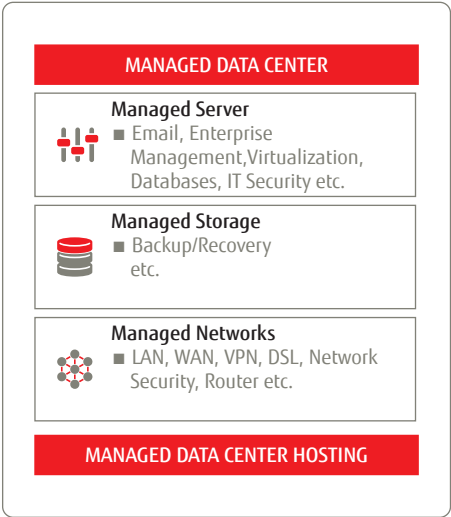 MANAGED DATA CENTER
Managed Server
■ Email, Enterprise
Management,Virtualization,
Databases, IT Security etc.
Managed Storage
■ Backup/Recovery
etc.
Managed Networks
■ LAN, WAN, VPN, DSL, Network
Security, Router etc.
MANAGED DATA CENTER HOSTING